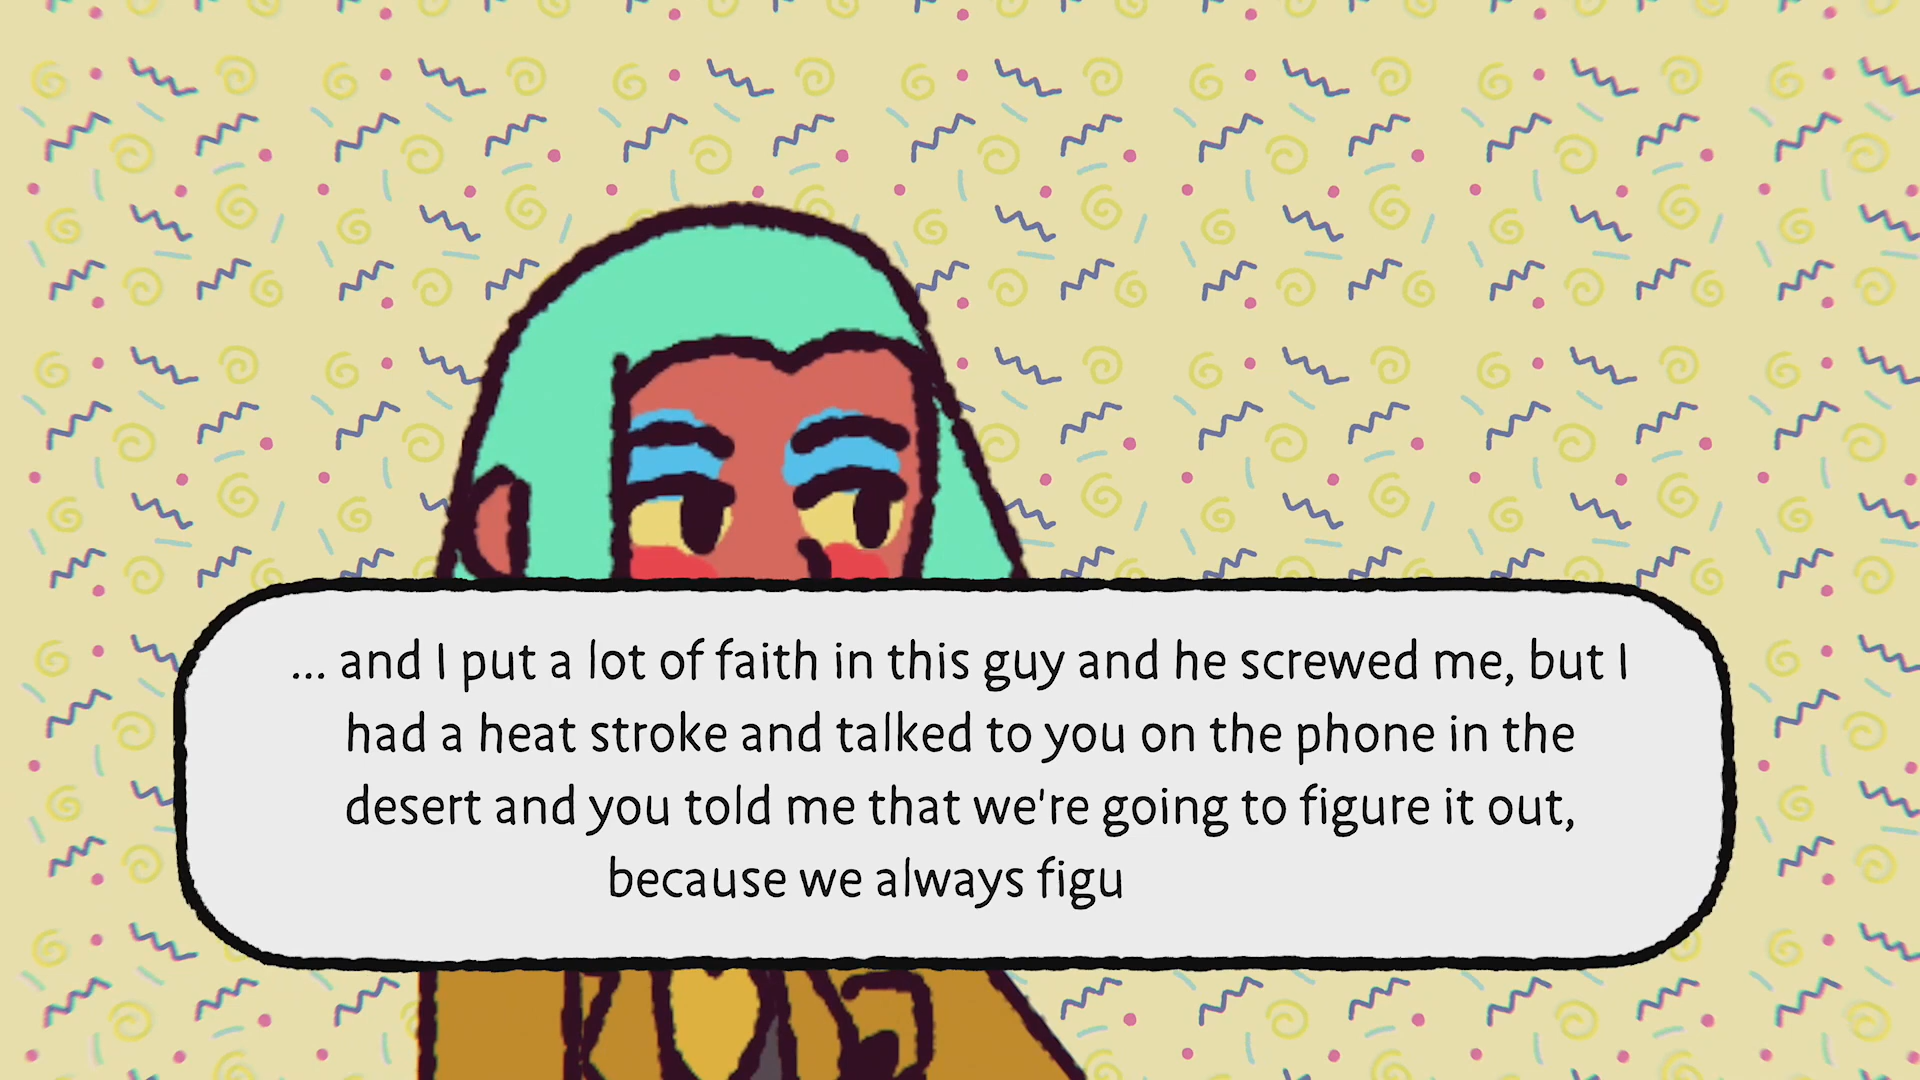 ... and I put a lot of faith in this guy and he screwed me, but I
had a heat stroke and talked to you on the phone in the
desert and you told me that we're going to figure it out,
because we always figu